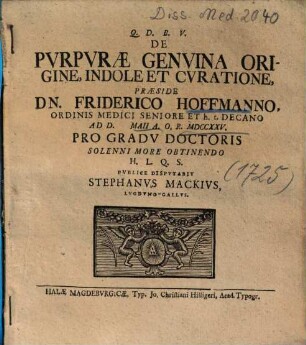 Diss. Med. 2040
Q. D. B. V.
DE
PVRPVRÆ GENVINA ORI-
GINE, INDOLE ET CVRATIONE,
PRÆSIDE
DN. FRIDERICO HOFFMANNO,
ORDINIS MEDICI SENIORE ET h. t. DECANO
AD D. MAII A. O. R. MDCCXXV.
PRO GRADV DOCTORIS
SOLENNI MORE OBTINENDO
H. L. Q. S.
(1725)
PVBLICE DISPVTABIT
STEPHANVS MACKIVS,
LVGDVNO-GALLVS.
HALÆ MAGDEBVRGICÆ, Typ. Jo. Christiani Hilligeri, Acad. Typogr.